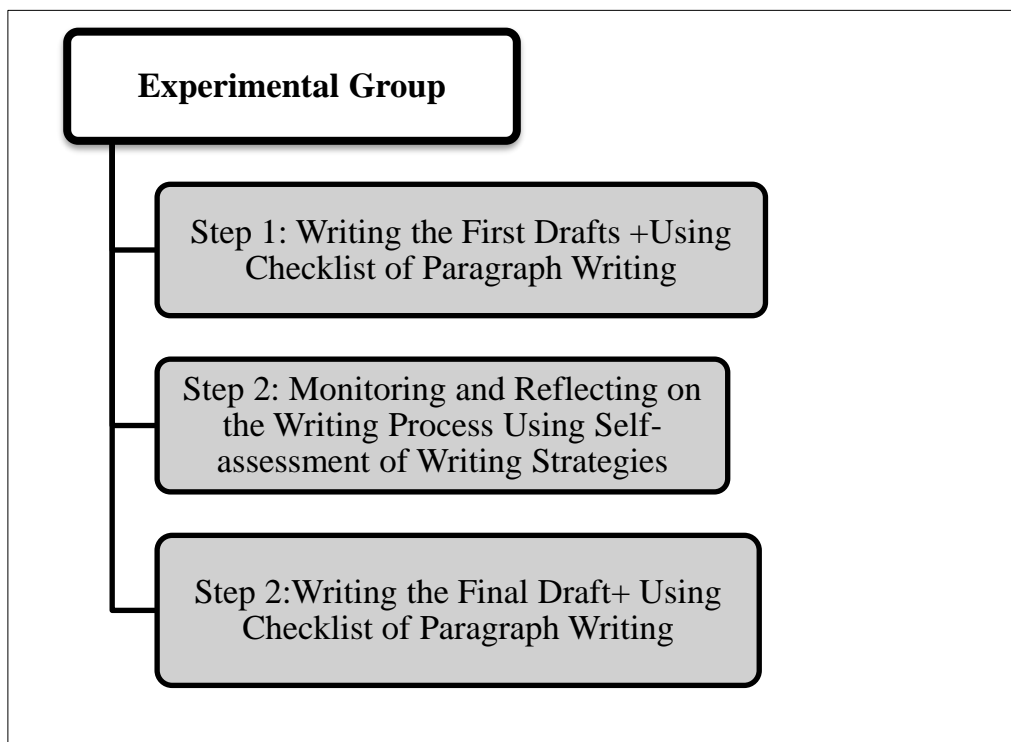 Experimental Group
Step 1: Writing the First Drafts +Using
Checklist of Paragraph Writing
Step 2: Monitoring and Reflecting on
the Writing Process Using Self-
assessment of Writing Strategies
Step 2:Writing the Final Draft+ Using
Checklist of Paragraph Writing